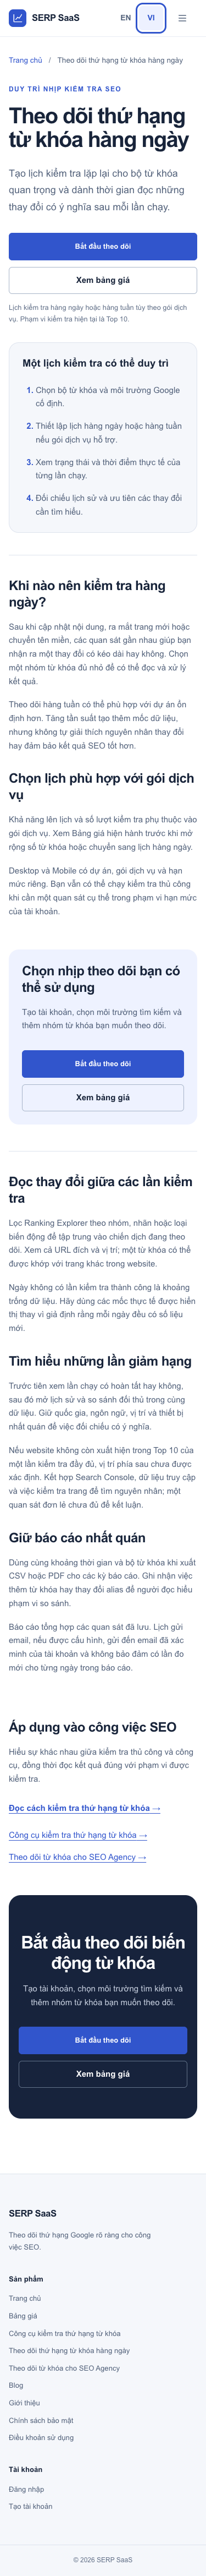 SERP SaaS
EN
VI
Trang chủ / Theo dõi thứ hạng từ khóa hàng ngày
DUY TRÌ NHỊP KIỂM TRA SEO
Theo dõi thứ hạng
từ khóa hàng ngày
Tạo lịch kiểm tra lặp lại cho bộ từ khóa
quan trọng và dành thời gian đọc những
thay đổi có ý nghĩa sau mỗi lần chạy.
Bắt đầu theo dõi
Xem bảng giá
Lịch kiểm tra hàng ngày hoặc hàng tuần tùy theo gói dịch
vụ. Phạm vi kiểm tra hiện tại là Top 10.
Một lịch kiểm tra có thể duy trì
1. Chọn bộ từ khóa và môi trường Google
cố định.
2. Thiết lập lịch hàng ngày hoặc hàng tuần
nếu gói dịch vụ hỗ trợ.
3. Xem trạng thái và thời điểm thực tế của
từng lần chạy.
4. Đối chiếu lịch sử và ưu tiên các thay đổi
cần tìm hiểu.
Khi nào nên kiểm tra hàng
ngày?
Sau khi cập nhật nội dung, ra mắt trang mới hoặc
chuyển tên miền, các quan sát gần nhau giúp bạn
nhận ra một thay đổi có kéo dài hay không. Chọn
một nhóm từ khóa đủ nhỏ để có thể đọc và xử lý
kết quả.
Theo dõi hàng tuần có thể phù hợp với dự án ổn
định hơn. Tăng tần suất tạo thêm mốc dữ liệu,
nhưng không tự giải thích nguyên nhân thay đổi
hay đảm bảo kết quả SEO tốt hơn.
Chọn lịch phù hợp với gói dịch
vụ
Khả năng lên lịch và số lượt kiểm tra phụ thuộc vào
gói dịch vụ. Xem Bảng giá hiện hành trước khi mở
rộng số từ khóa hoặc chuyển sang lịch hàng ngày.
Desktop và Mobile có dự án, gói dịch vụ và hạn
mức riêng. Bạn vẫn có thể chạy kiểm tra thủ công
khi cần một quan sát cụ thể trong phạm vi hạn mức
của tài khoản.
Chọn nhịp theo dõi bạn có
thể sử dụng
Tạo tài khoản, chọn môi trường tìm kiếm và
thêm nhóm từ khóa bạn muốn theo dõi.
Bắt đầu theo dõi
Xem bảng giá
Đọc thay đổi giữa các lần kiểm
tra
Lọc Ranking Explorer theo nhóm, nhãn hoặc loại
biến động để tập trung vào chiến dịch đang theo
dõi. Xem cả URL đích và vị trí; một từ khóa có thể
được khớp với trang khác trong website.
Ngày không có lần kiểm tra thành công là khoảng
trống dữ liệu. Hãy dùng các mốc thực tế được hiển
thị thay vì giả định rằng mỗi ngày đều có số liệu
mới.
Tìm hiểu những lần giảm hạng
Trước tiên xem lần chạy có hoàn tất hay không,
sau đó mở lịch sử và so sánh đối thủ trong cùng
dữ liệu. Giữ quốc gia, ngôn ngữ, vị trí và thiết bị
nhất quán để việc đối chiếu có ý nghĩa.
Nếu website không còn xuất hiện trong Top 10 của
một lần kiểm tra đầy đủ, vị trí phía sau chưa được
xác định. Kết hợp Search Console, dữ liệu truy cập
và việc kiểm tra trang để tìm nguyên nhân; một
quan sát đơn lẻ chưa đủ để kết luận.
Giữ báo cáo nhất quán
Dùng cùng khoảng thời gian và bộ từ khóa khi xuất
CSV hoặc PDF cho các kỳ báo cáo. Ghi nhận việc
thêm từ khóa hay thay đổi alias để người đọc hiểu
phạm vi so sánh.
Báo cáo tổng hợp các quan sát đã lưu. Lịch gửi
email, nếu được cấu hình, gửi đến email đã xác
minh của tài khoản và không bảo đảm có lần đo
mới cho từng ngày trong báo cáo.
Áp dụng vào công việc SEO
Hiểu sự khác nhau giữa kiểm tra thủ công và công
cụ, đồng thời đọc kết quả đúng với phạm vi được
kiểm tra.
Đọc cách kiểm tra thứ hạng từ khóa →
Công cụ kiểm tra thứ hạng từ khóa →
Theo dõi từ khóa cho SEO Agency →
Bắt đầu theo dõi biến
động từ khóa
Tạo tài khoản, chọn môi trường tìm kiếm và
thêm nhóm từ khóa bạn muốn theo dõi.
Bắt đầu theo dõi
Xem bảng giá
SERP SaaS
Theo dõi thứ hạng Google rõ ràng cho công
việc SEO.
Sản phẩm
Trang chủ
Bảng giá
Công cụ kiểm tra thứ hạng từ khóa
Theo dõi thứ hạng từ khóa hàng ngày
Theo dõi từ khóa cho SEO Agency
Blog
Giới thiệu
Chính sách bảo mật
Điều khoản sử dụng
Tài khoản
Đăng nhập
Tạo tài khoản
© 2026 SERP SaaS